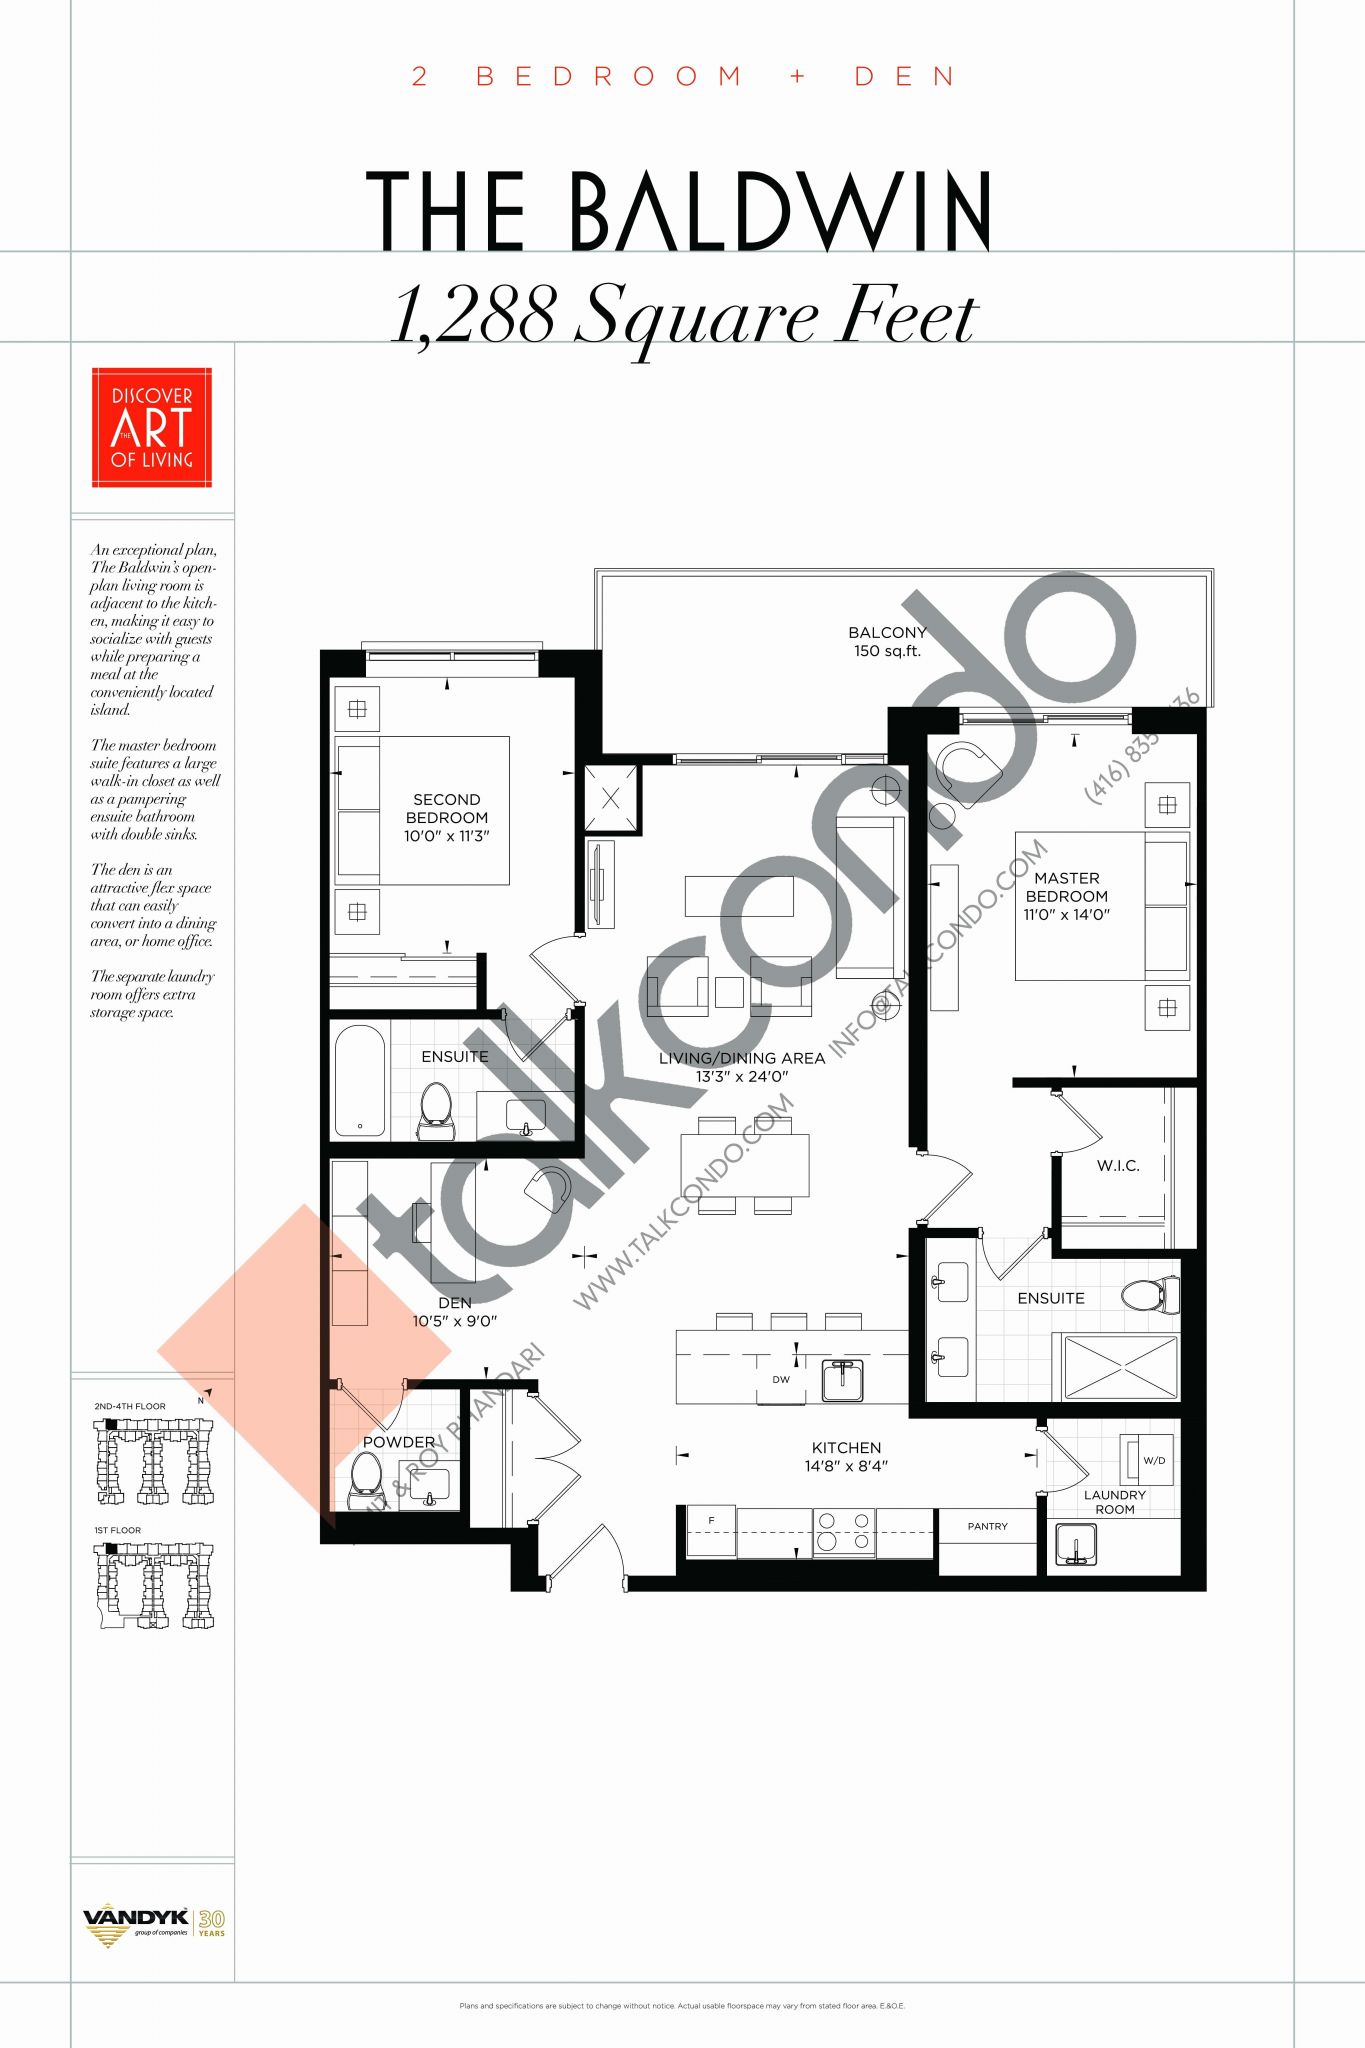 2 BEDROOM + DEN
THE BALDWIN
1,288 Square Feet
DISCOVER
THE ART
OF LIVING
An exceptional plan,
The Baldwin's open-
plan living room is
adjacent to the kitch-
en, making it easy to
socialize with guests
while preparing a
meal at the
conveniently located
island.
The master bedroom
suite features a large
walk-in closet as well
as a pampering
ensuite bathroom
with double sinks.
The den is an
attractive flex space
that can easily
convert into a dining
area, or home office.
The separate laundry
room offers extra
storage space.
BALCONY
150 sq.ft.
SECOND
BEDROOM
10'0" x 11'3"
MASTER
BEDROOM
11'0" x 14'0"
ENSUITE
LIVING/DINING AREA
13'3" x 24'0"
W.I.C.
DEN
10'5" x 9'0"
ENSUITE
DW
POWDER
KITCHEN
14'8" x 8'4"
W/D
LAUNDRY
ROOM
F
PANTRY
talkcondo
(416) 835
INFO@TALKCONDO.COM
WWW.TALKCONDO.COM
& ROY BHANDARI
N
2ND-4TH FLOOR
1ST FLOOR
VANDYK
group of companies
30
YEARS
Plans and specifications are subject to change without notice. Actual usable floorspace may vary from stated floor area. E.&O.E.